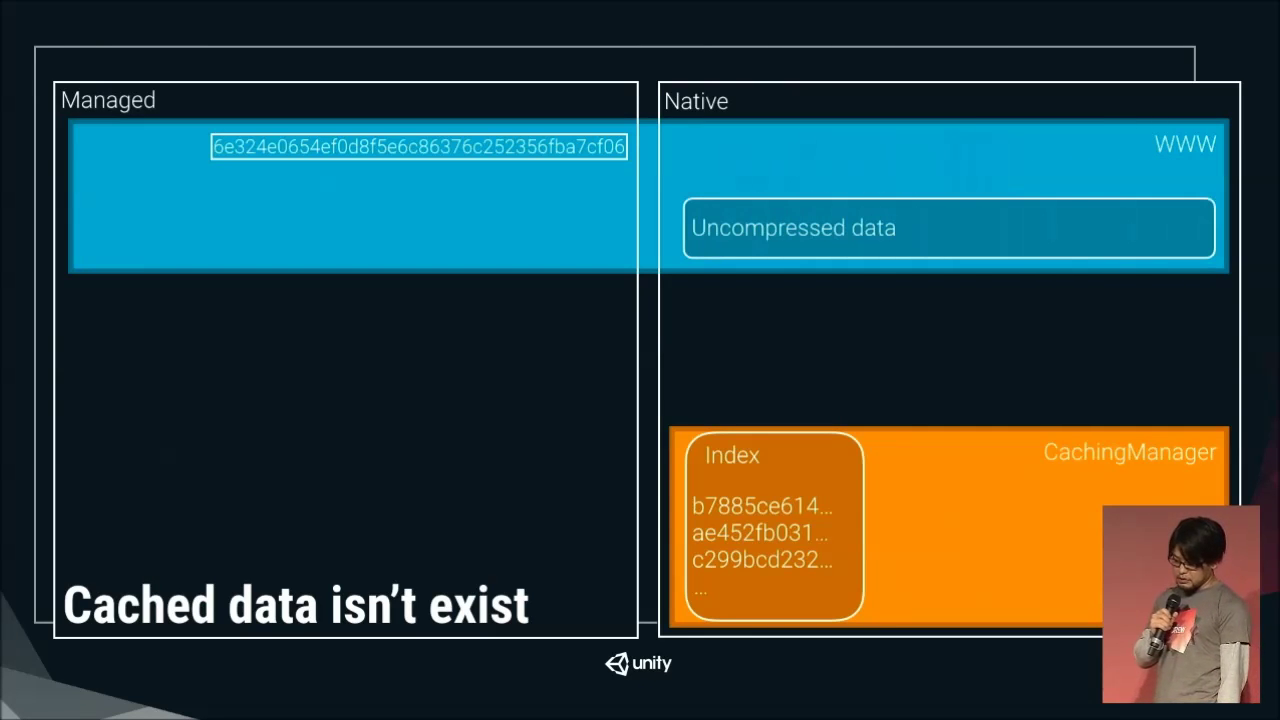 Managed
6e324e0654ef0d8f5e6c86376c252356fba7cf06
Native
WWW
Uncompressed data
CachingManager
Index
b7885ce614...
ae452fb031...
c299bcd232...
...
Cached data isn’t exist
unity